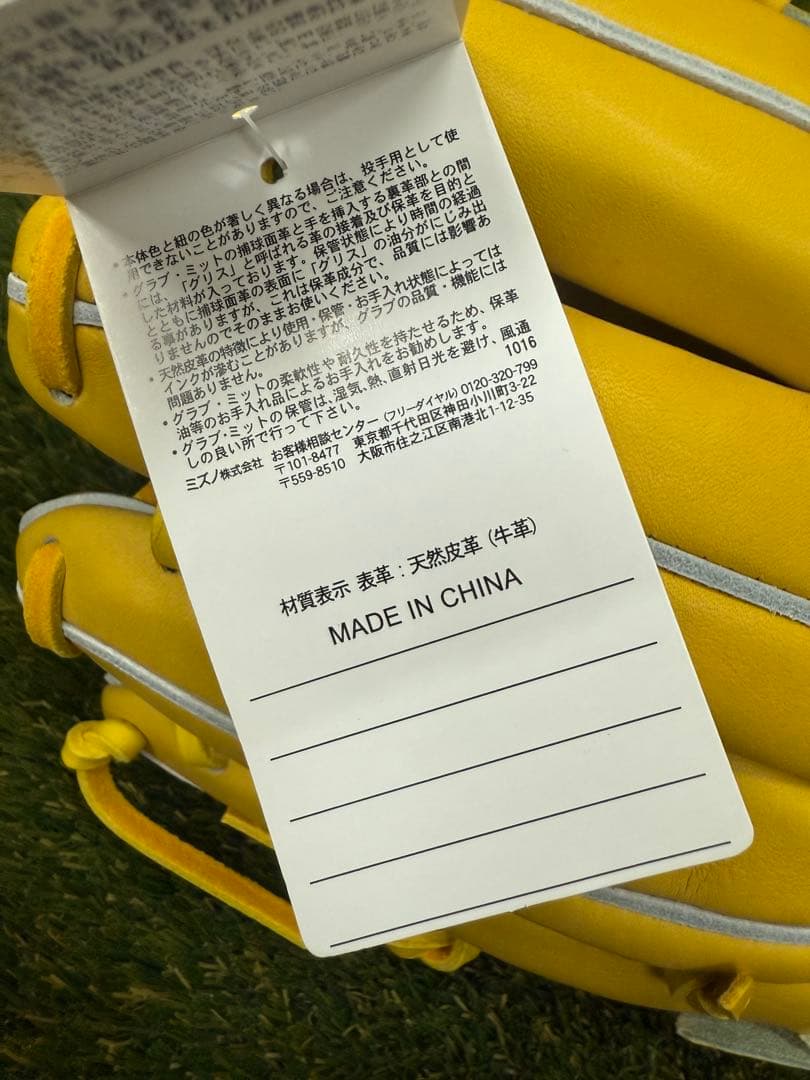 ・本体色と紐の色が著しく異なる場合は、投手用として使
用できないことがありますので、ご注意ください。
・グラブ・ミットの捕球面革と手を挿入する裏革部との間
には、「グリス」と呼ばれる革の接着及び保革を目的と
した材料が入っております。保管状態により時間の経過
とともに捕球面革の表面に「グリス」の油分がにじみ出
る事がありますが、これは保革成分で、品質には影響あ
りませんのでそのままお使いください。
・天然皮革の特徴により使用・保管・お手入れ状態によっては
インクが滲むことがありますが、グラブの品質・機能には
問題ありません。
・グラブ・ミットの柔軟性や耐久性を持たせるため、保革
油等のお手入れ品によるお手入れをお勧めします。
・グラブ・ミットの保管は、湿気、熱、直射日光を避け、風通
しの良い所で行って下さい。
1016
ミズノ株式会社 お客様相談センター（フリーダイヤル）0120-320-799
〒101-8477 東京都千代田区神田小川町3-22
〒559-8510 大阪市住之江区南港北1-12-35
材質表示 表革：天然皮革（牛革）
MADE IN CHINA